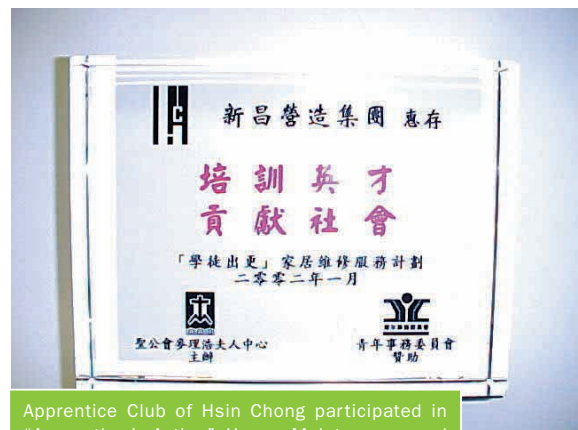 新昌營造集團 惠存
培訓英才
貢獻社會
「學徒出更」家居維修服務計劃
二零零二年一月
聖公會麥理浩夫人中心
主辦
青年事務委員會
贊助
Apprentice Club of Hsin Chong participated in